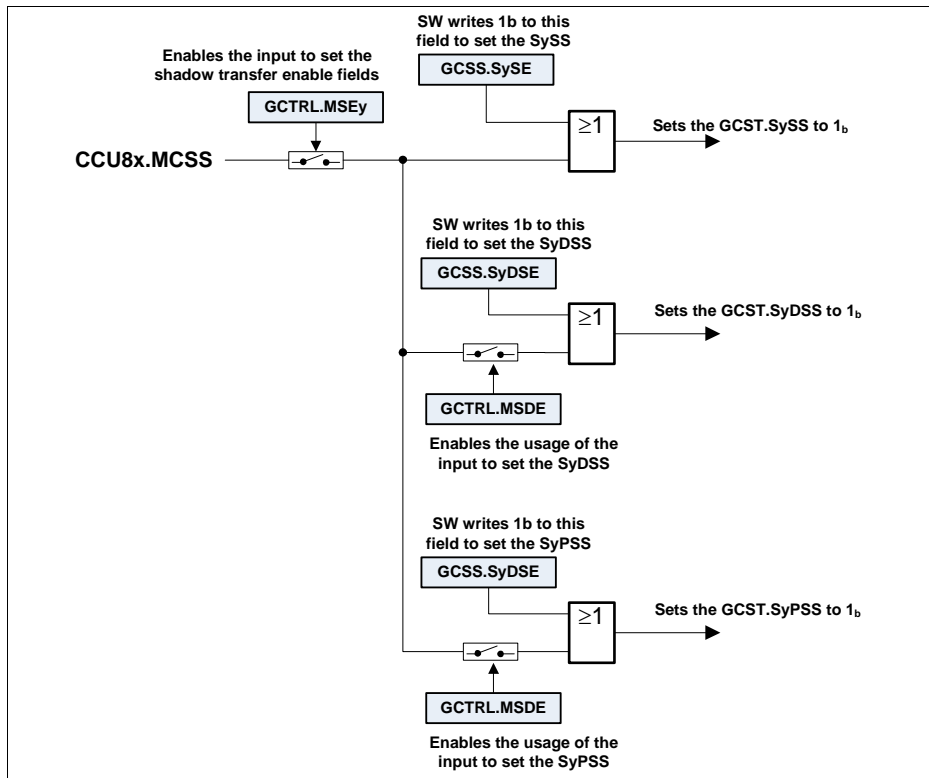 SW writes 1b to this
field to set the SySS
Enables the input to set the
shadow transfer enable fields
GCSS.SySE
GCTRL.MSEy
≥1
Sets the GCST.SySS to 1b
CCU8x.MCSS
SW writes 1b to this
field to set the SyDSS
GCSS.SyDSE
≥1
Sets the GCST.SyDSS to 1b
GCTRL.MSDE
Enables the usage of the
input to set the SyDSS
SW writes 1b to this
field to set the SyPSS
GCSS.SyDSE
≥1
Sets the GCST.SyPSS to 1b
GCTRL.MSDE
Enables the usage of the
input to set the SyPSS